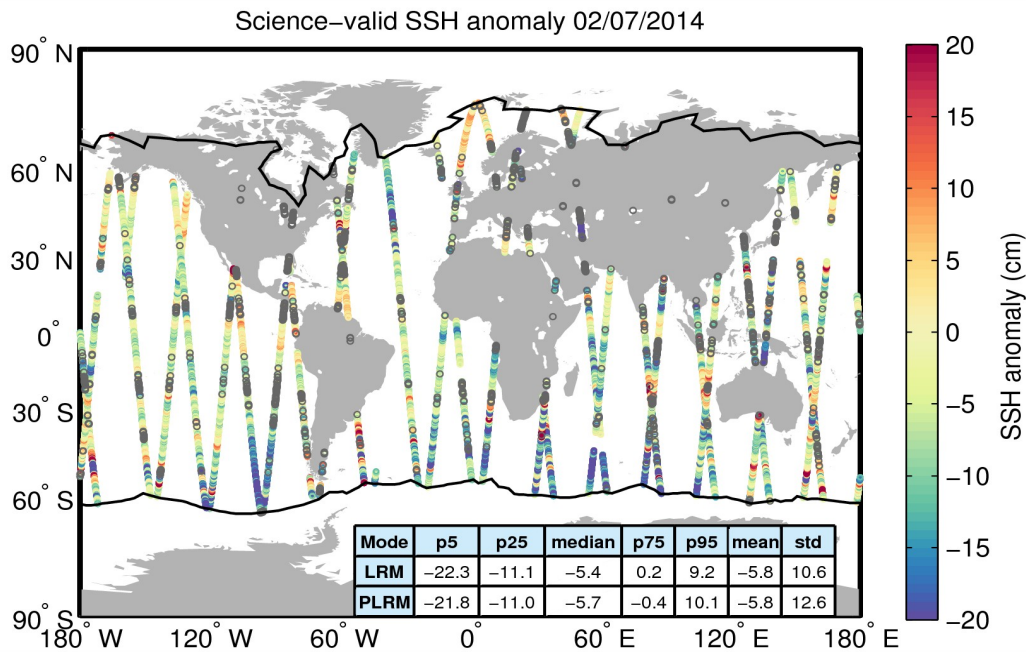 Science−valid SSH anomaly 02/07/2014
90° N
60° N
30° N
0°
30° S
60° S
90° S
180° W
120° W
60° W
0°
60° E
120° E
180° E
Mode p5 p25 median p75 p95 mean std
LRM −22.3 −11.1 −5.4 0.2 9.2 −5.8 10.6
PLRM −21.8 −11.0 −5.7 −0.4 10.1 −5.8 12.6
20
15
10
5
0
−5
−10
−15
−20
SSH anomaly (cm)